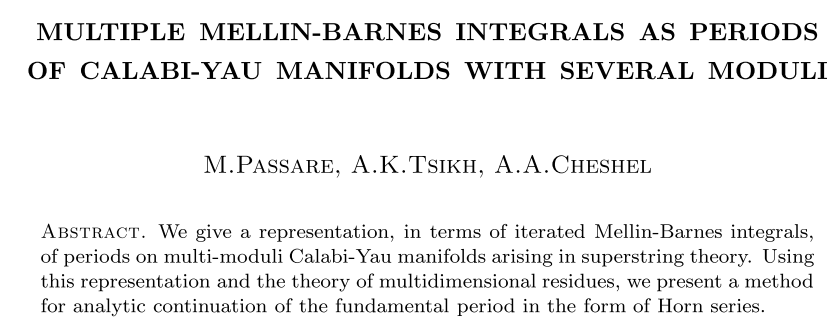 MULTIPLE MELLIN-BARNES INTEGRALS AS PERIODS
OF CALABI-YAU MANIFOLDS WITH SEVERAL MODULI
M.Passare, A.K.Tsikh, A.A.Cheshel
Abstract. We give a representation, in terms of iterated Mellin-Barnes integrals,
of periods on multi-moduli Calabi-Yau manifolds arising in superstring theory. Using
this representation and the theory of multidimensional residues, we present a method
for analytic continuation of the fundamental period in the form of Horn series.